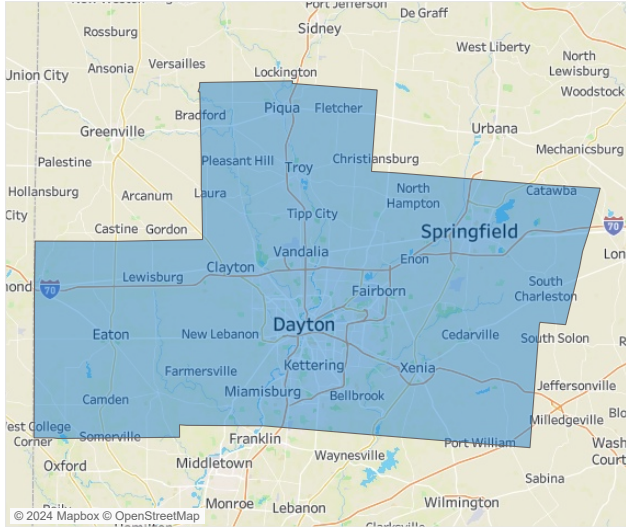 Port Jefferson
De Graff
Rossburg
Sidney
Versailles
West Liberty
Ansonia
North
Lewisburg
Union City
Lockington
Woodstock
Bradford
Piqua
Fletcher
Greenville
Urbana
Mechanicsburg
Palestine
Pleasant Hill
Troy
Christiansburg
Hollansburg
Arcanum
Laura
North
Hampton
Catawba
City
Tipp City
Castine
Gordon
Springfield
70
Vandalia
Enon
Lon
Clayton
Lewisburg
South
Charleston
mond
70
Fairborn
Eaton
New Lebanon
Dayton
Cedarville
South Solon
Farmersville
Kettering
Xenia
Jeffersonville
Camden
Miamisburg
Bellbrook
Milledgeville
Blo
est College
Corner
Somerville
Franklin
Port William
Wash
Court
Oxford
Middletown
Waynesville
Sabina
Monroe
Lebanon
Wilmington
© 2024 Mapbox © OpenStreetMap